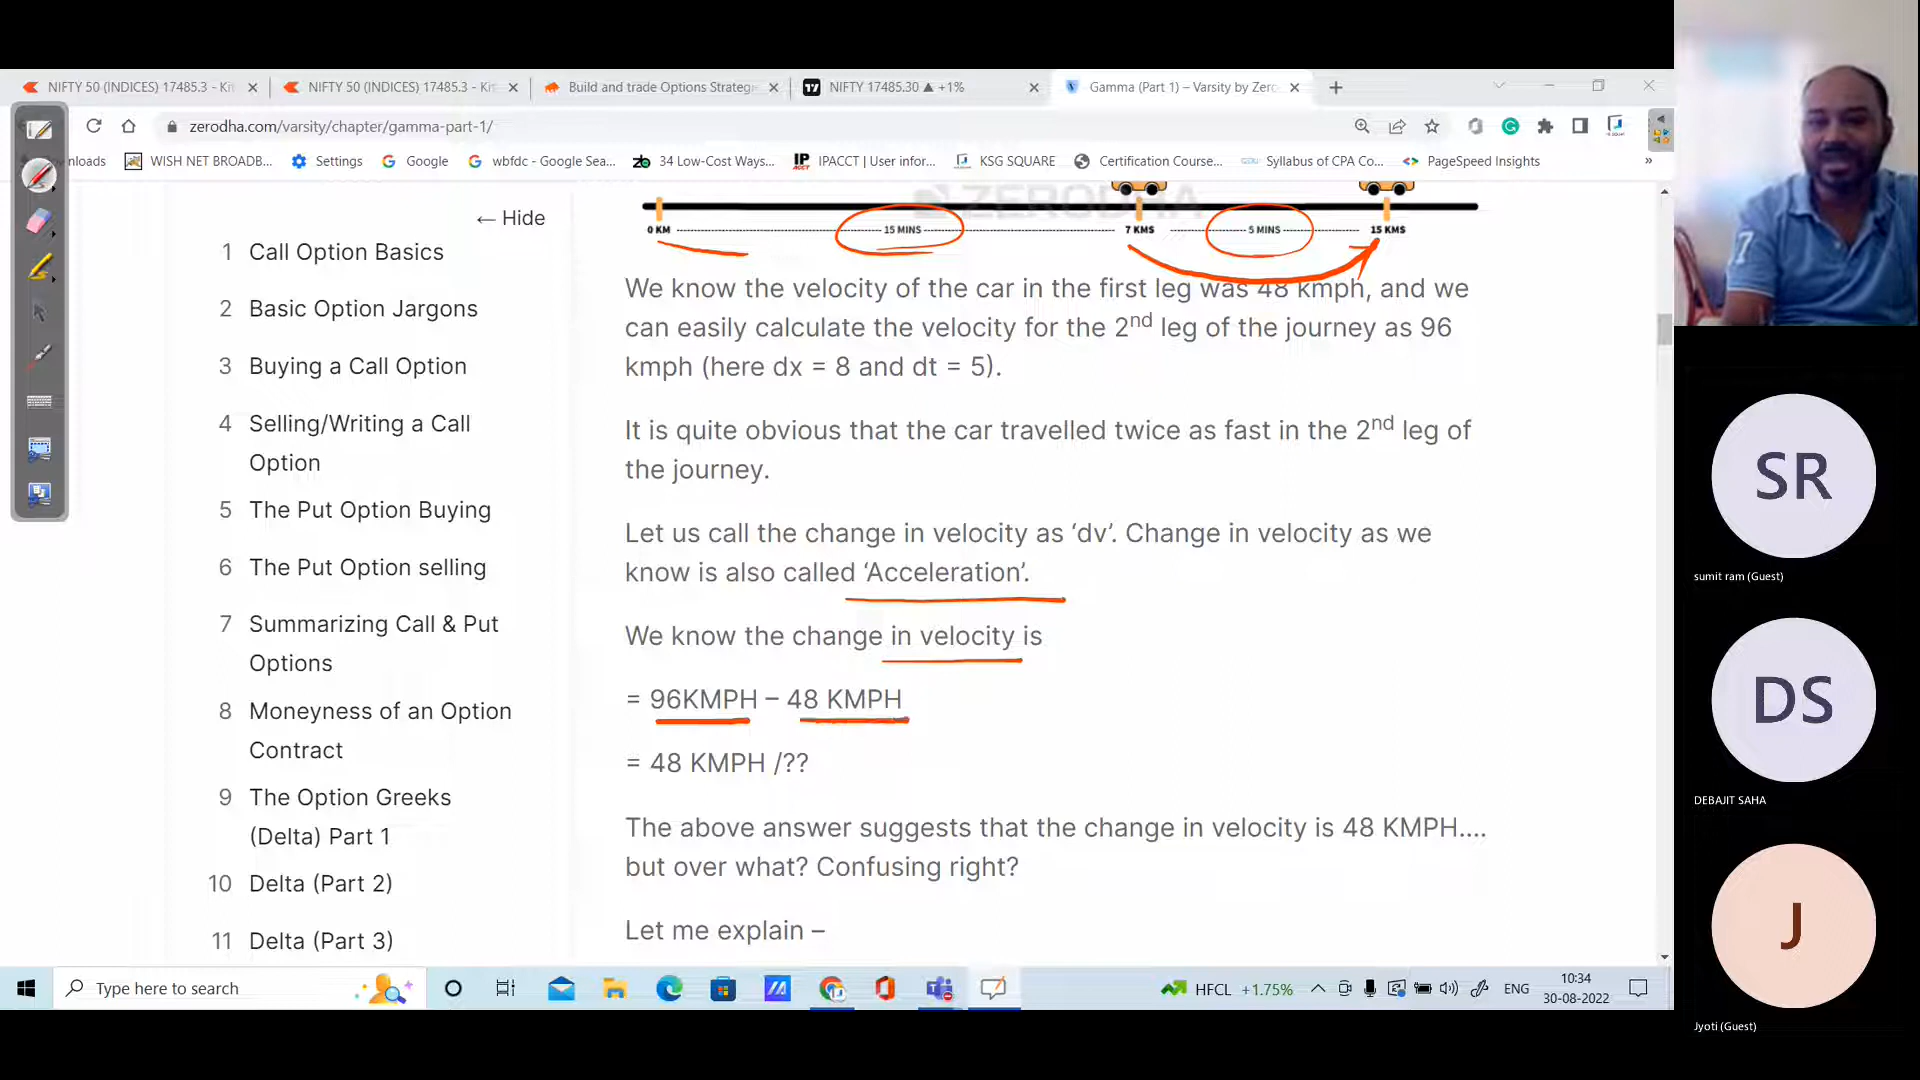 NIFTY 50 (INDICES) 17485.3 - Ki
NIFTY 50 (INDICES) 17485.3 - Ki
Build and trade Options Strategi
NIFTY 17485.30 ▲ +1%
Gamma (Part 1) – Varsity by Zero
zerodha.com/varsity/chapter/gamma-part-1/
wnloads
WISH NET BROADB...
Settings
Google
wbfdc - Google Sea...
34 Low-Cost Ways...
IPACCT | User infor...
KSG SQUARE
Certification Course...
Syllabus of CPA Co...
PageSpeed Insights
»
← Hide
1 Call Option Basics
2 Basic Option Jargons
3 Buying a Call Option
4 Selling/Writing a Call
Option
5 The Put Option Buying
6 The Put Option selling
7 Summarizing Call & Put
Options
8 Moneyness of an Option
Contract
9 The Option Greeks
(Delta) Part 1
10 Delta (Part 2)
11 Delta (Part 3)
ZERODHA
0 KM 15 MINS 7 KMS 5 MINS 15 KMS
We know the velocity of the car in the first leg was 48 kmph, and we
can easily calculate the velocity for the 2nd leg of the journey as 96
kmph (here dx = 8 and dt = 5).
It is quite obvious that the car travelled twice as fast in the 2nd leg of
the journey.
Let us call the change in velocity as ‘dv’. Change in velocity as we
know is also called ‘Acceleration’.
We know the change in velocity is
= 96KMPH – 48 KMPH
= 48 KMPH /??
The above answer suggests that the change in velocity is 48 KMPH....
but over what? Confusing right?
Let me explain –
7
SR
sumit ram (Guest)
DS
DEBAJIT SAHA
J
Jyoti (Guest)
Type here to search
HFCL +1.75%
ENG
10:34
30-08-2022